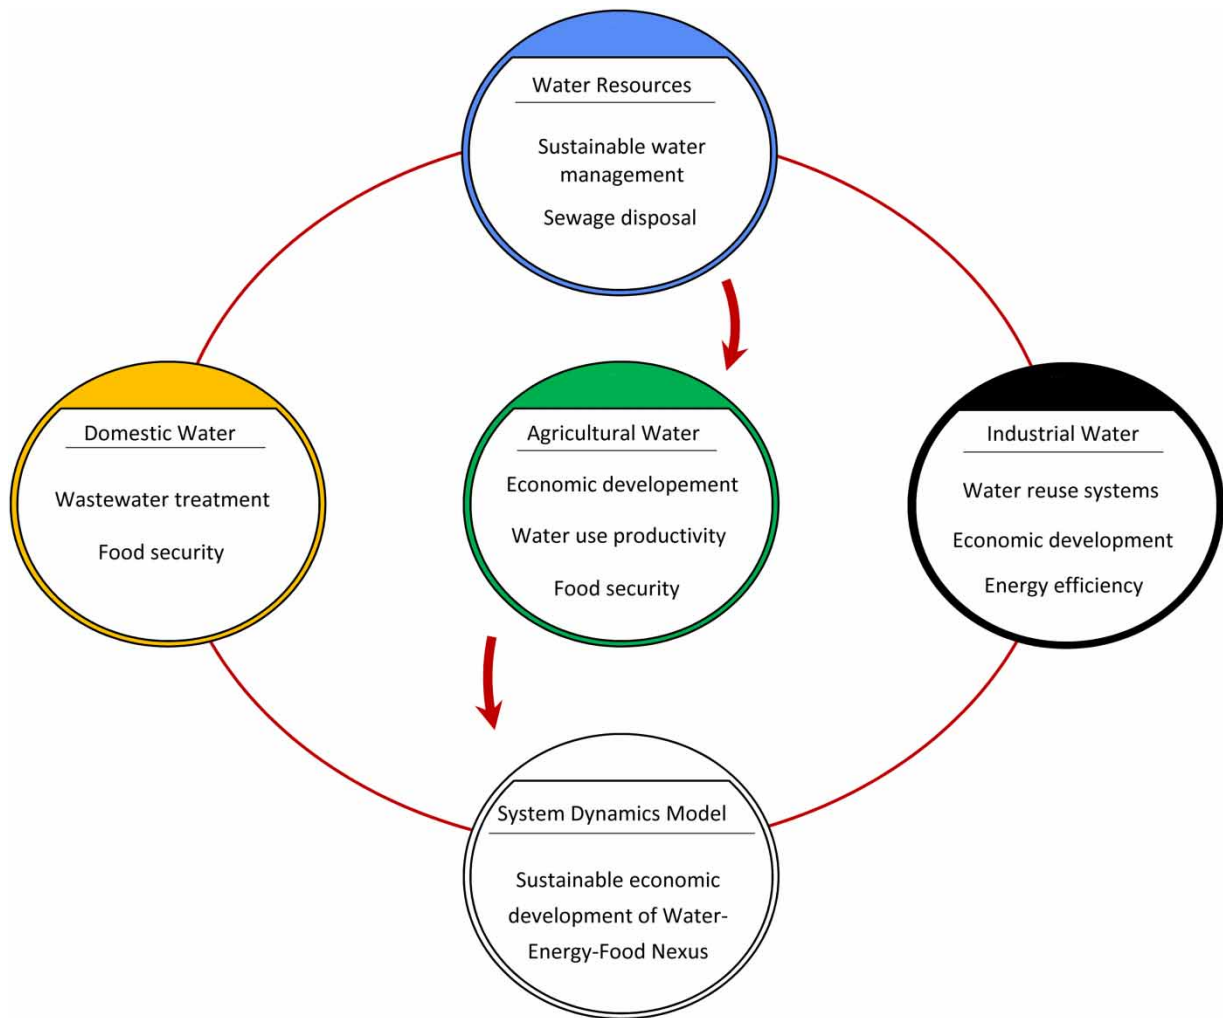 Water Resources
Sustainable water
management
Sewage disposal
Domestic Water
Wastewater treatment
Food security
Agricultural Water
Economic developement
Water use productivity
Food security
Industrial Water
Water reuse systems
Economic development
Energy efficiency
System Dynamics Model
Sustainable economic
development of Water-
Energy-Food Nexus